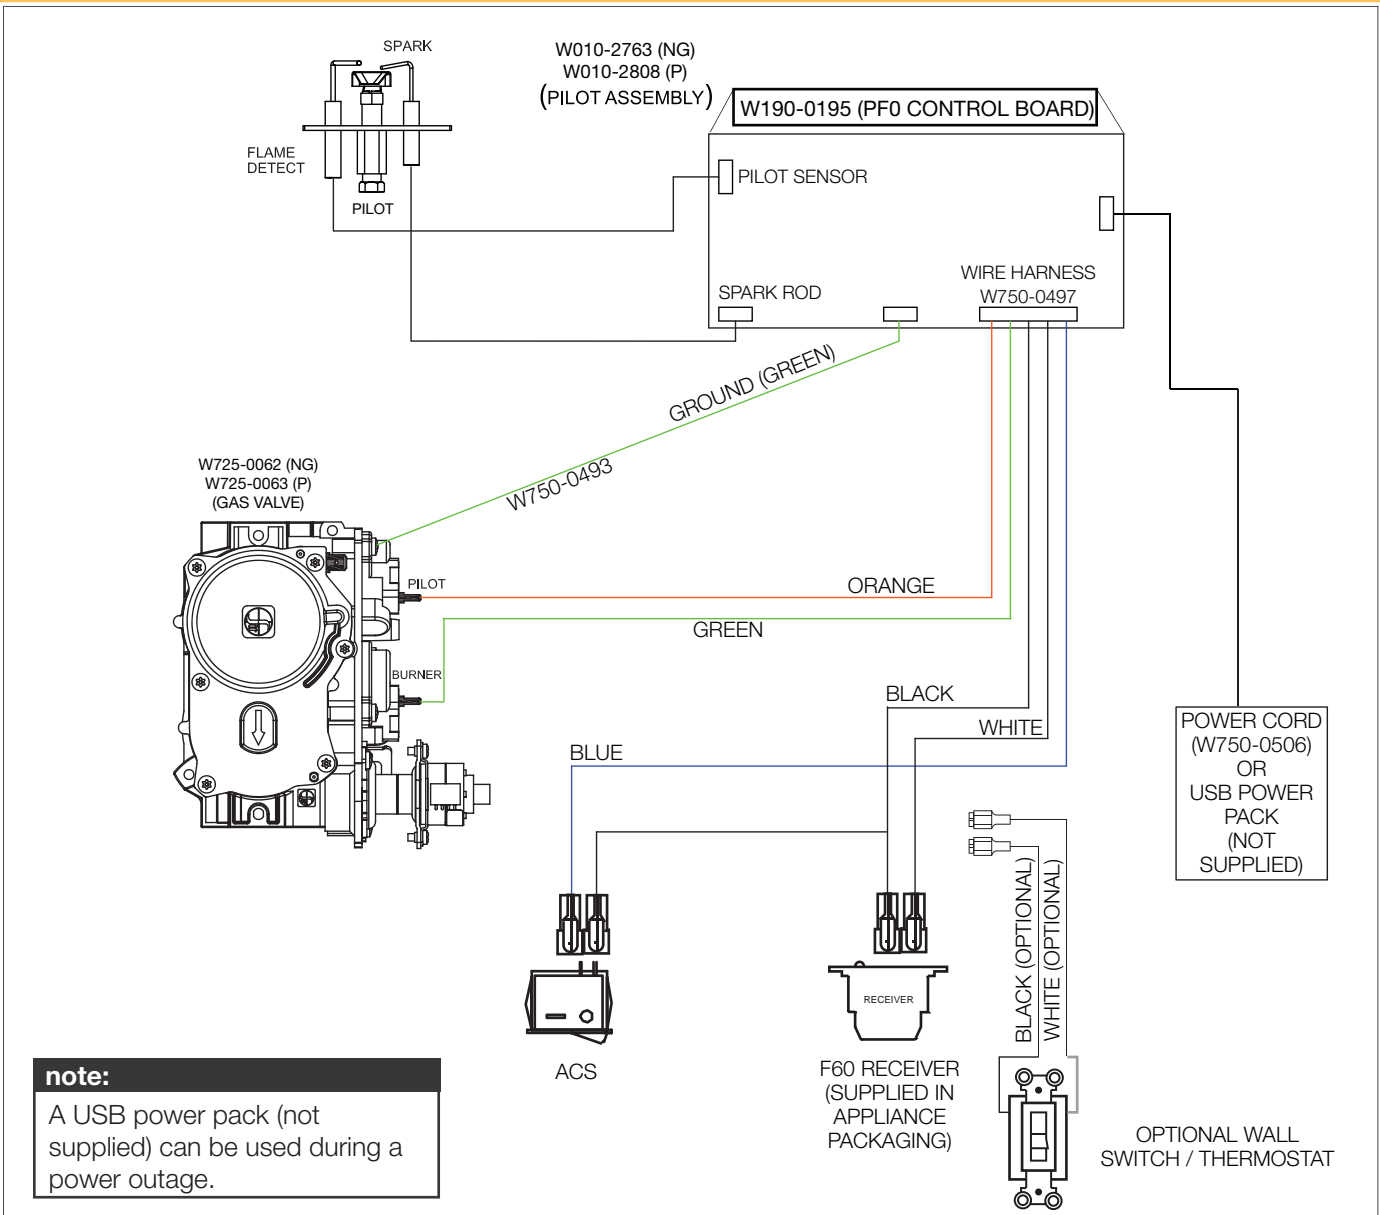 SPARK
W010-2763 (NG)
W010-2808 (P)
(PILOT ASSEMBLY)
W190-0195 (PF0 CONTROL BOARD)
FLAME
DETECT
PILOT
PILOT SENSOR
SPARK ROD
WIRE HARNESS
W750-0497
GROUND (GREEN)
W750-0493
W725-0062 (NG)
W725-0063 (P)
(GAS VALVE)
PILOT
ORANGE
GREEN
BURNER
BLACK
WHITE
BLUE
POWER CORD
(W750-0506)
OR
USB POWER
PACK
(NOT
SUPPLIED)
BLACK (OPTIONAL)
WHITE (OPTIONAL)
RECEIVER
ACS
F60 RECEIVER
(SUPPLIED IN
APPLIANCE
PACKAGING)
OPTIONAL WALL
SWITCH / THERMOSTAT
note:
A USB power pack (not
supplied) can be used during a
power outage.